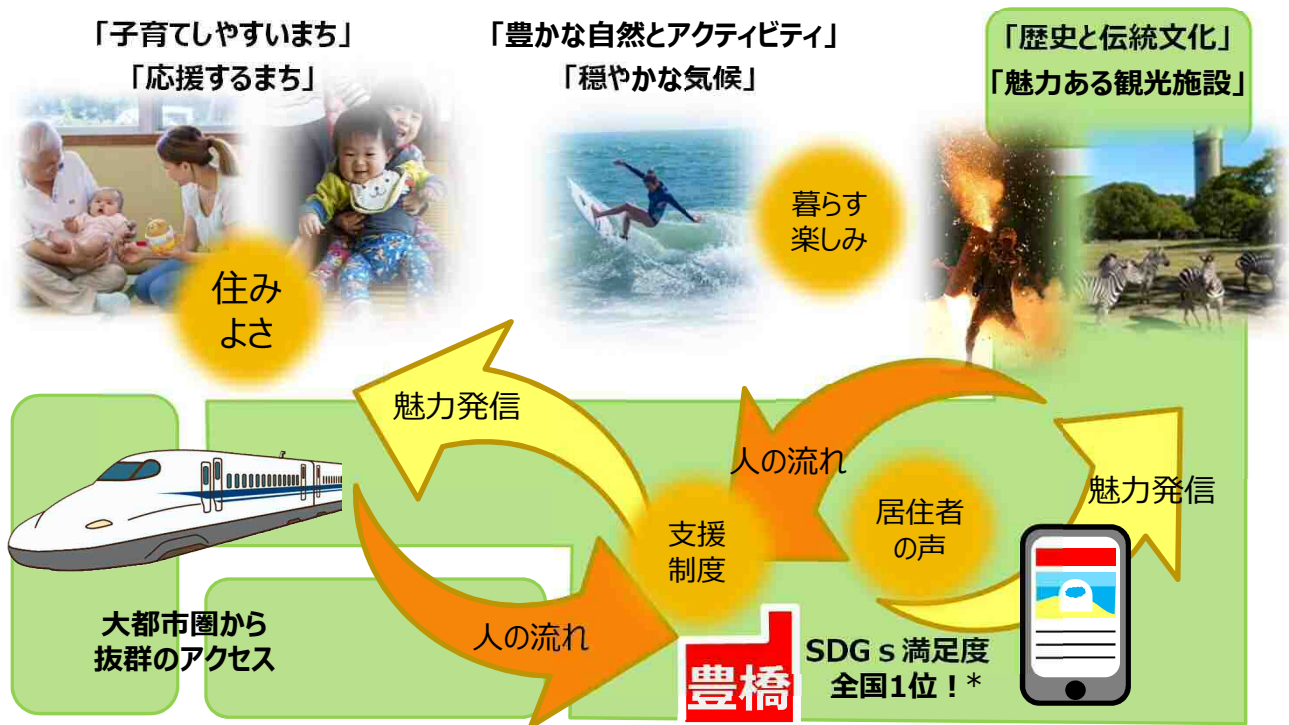 「子育てしやすいまち」
「応援するまち」
「豊かな自然とアクティビティ」
「穏やかな気候」
「歴史と伝統文化」
「魅力ある観光施設」
暮らす
楽しみ
住み
よさ
魅力発信
人の流れ
魅力発信
居住者
の声
支援
制度
大都市圏から
抜群のアクセス
人の流れ
豊橋
SDGｓ満足度
全国1位！*